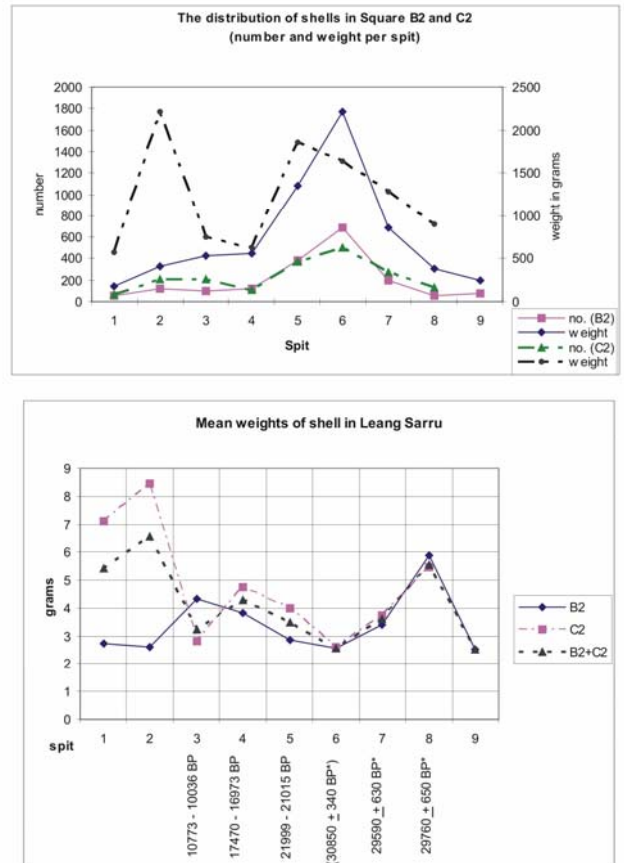 The distribution of shells in Square B2 and C2
(number and weight per spit)
2000
1800
1600
1400
1200
1000
800
600
400
200
0
number
2500
2000
1500
1000
500
0
weight in grams
1 2 3 4 5 6 7 8 9
Spit
no. (B2)
weight
no. (C2)
weight
Mean weights of shell in Leang Sarru
9
8
7
6
5
4
3
2
1
0
grams
B2
C2
B2+C2
spit 1 2 3 4 5 6 7 8 9
10773 - 10036 BP
17470 - 16973 BP
21999 - 21015 BP
(30850 ± 340 BP*)
29590 ± 630 BP*
29760 ± 650 BP*